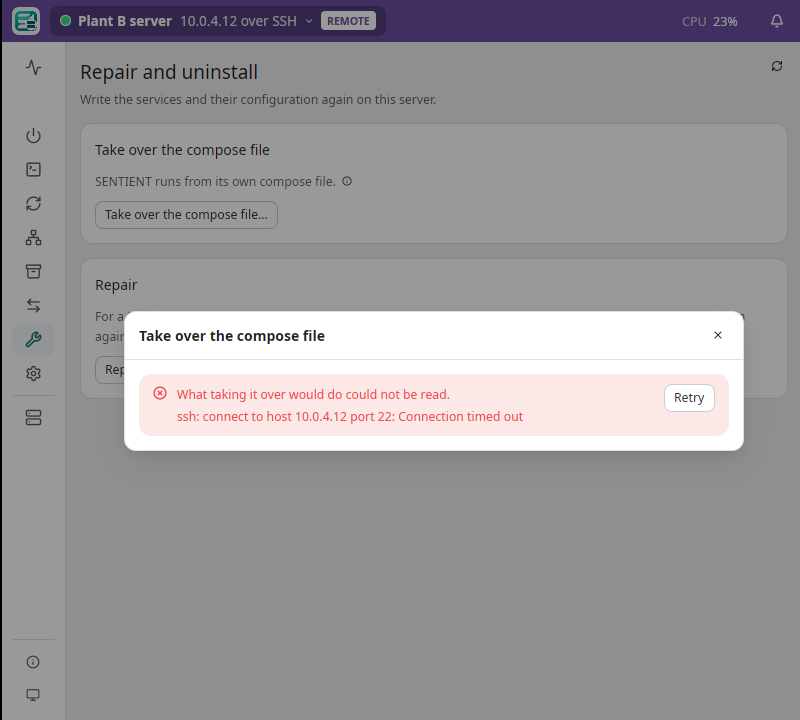 Plant B server 10.0.4.12 over SSH REMOTE CPU 23%
Repair and uninstall
Write the services and their configuration again on this server.
Take over the compose file
SENTIENT runs from its own compose file.
Take over the compose file...
Repair
For a
again
Rep
Take over the compose file
What taking it over would do could not be read.
ssh: connect to host 10.0.4.12 port 22: Connection timed out
Retry